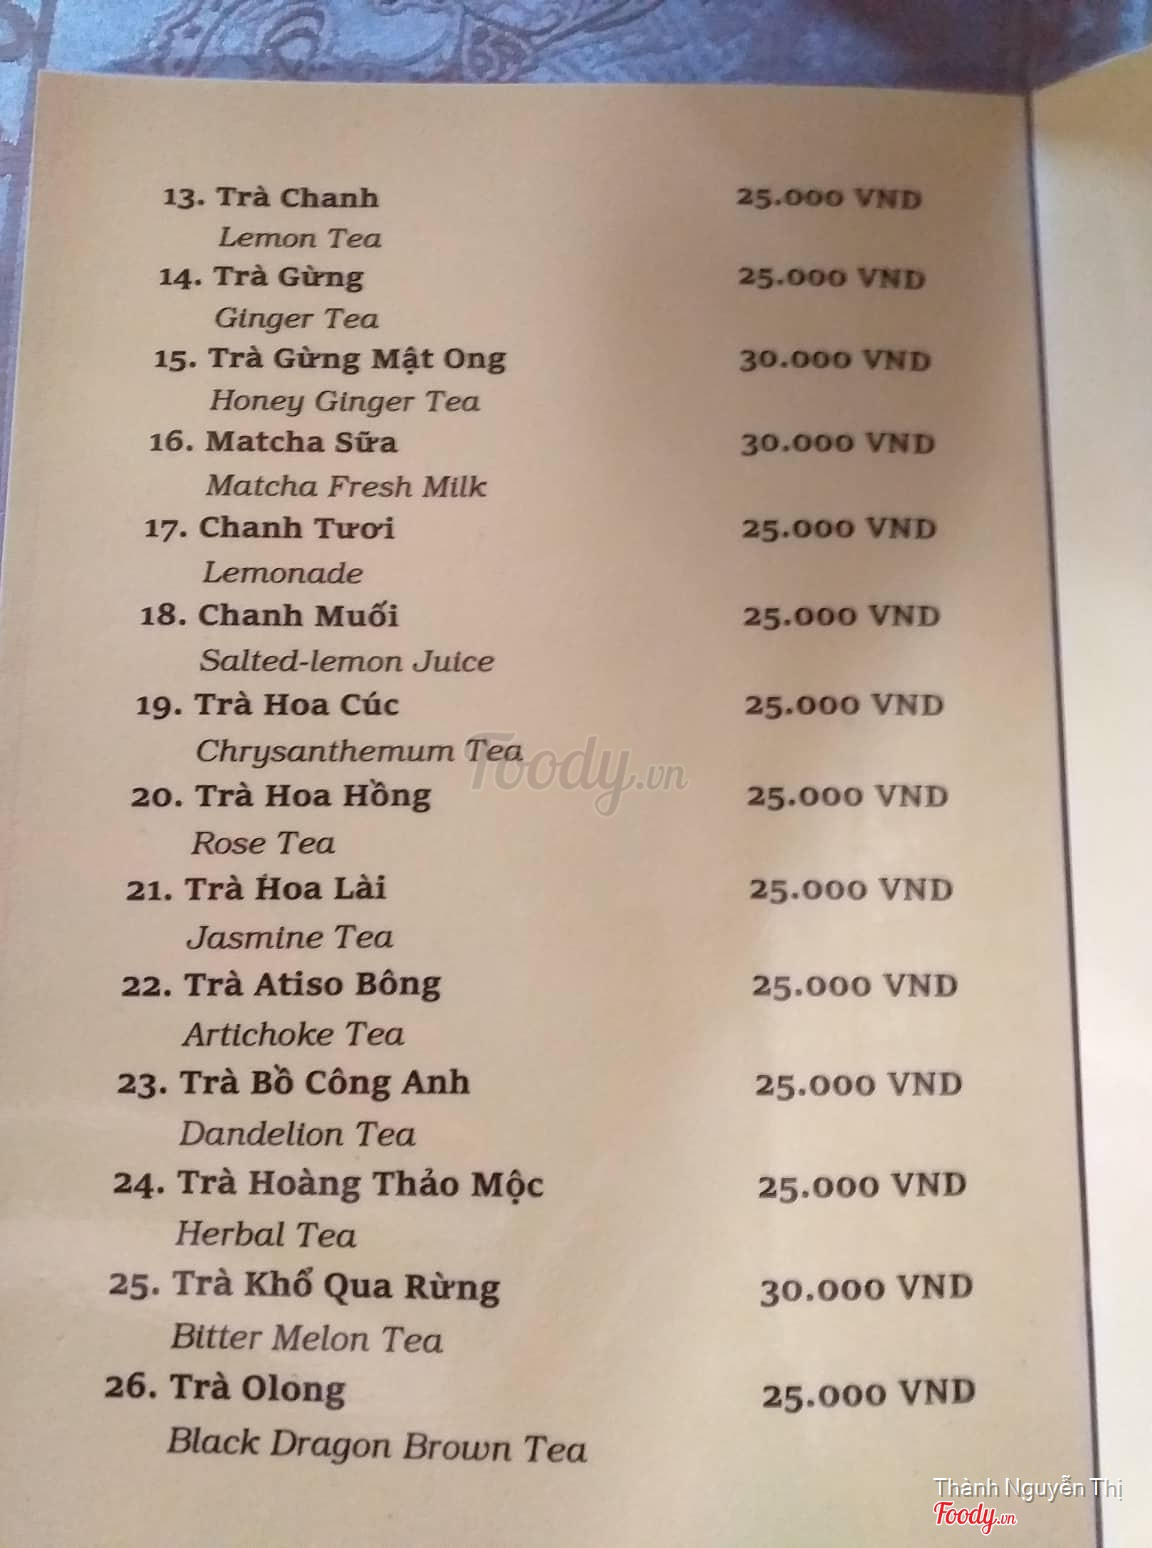 13. Trà Chanh 25.000 VND
Lemon Tea
14. Trà Gừng 25.000 VND
Ginger Tea
15. Trà Gừng Mật Ong 30.000 VND
Honey Ginger Tea
16. Matcha Sữa 30.000 VND
Matcha Fresh Milk
17. Chanh Tươi 25.000 VND
Lemonade
18. Chanh Muối 25.000 VND
Salted-lemon Juice
19. Trà Hoa Cúc 25.000 VND
Chrysanthemum Tea
Foody.vn
20. Trà Hoa Hồng 25.000 VND
Rose Tea
21. Trà Hoa Lài 25.000 VND
Jasmine Tea
22. Trà Atiso Bông 25.000 VND
Artichoke Tea
23. Trà Bồ Công Anh 25.000 VND
Dandelion Tea
24. Trà Hoàng Thảo Mộc 25.000 VND
Herbal Tea
25. Trà Khổ Qua Rừng 30.000 VND
Bitter Melon Tea
26. Trà Olong 25.000 VND
Black Dragon Brown Tea
Thành Nguyễn Thị
Foody.vn